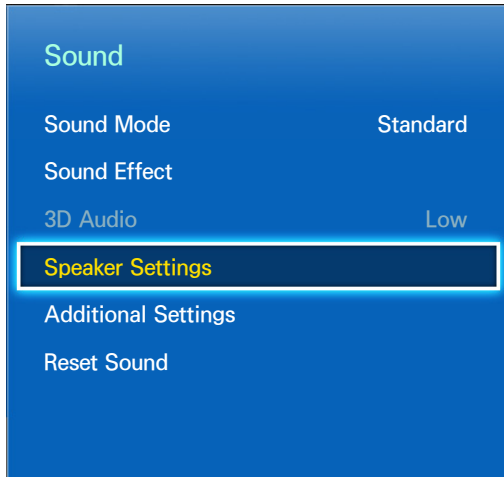 Sound
Sound Mode Standard
Sound Effect
3D Audio Low
Speaker Settings
Additional Settings
Reset Sound